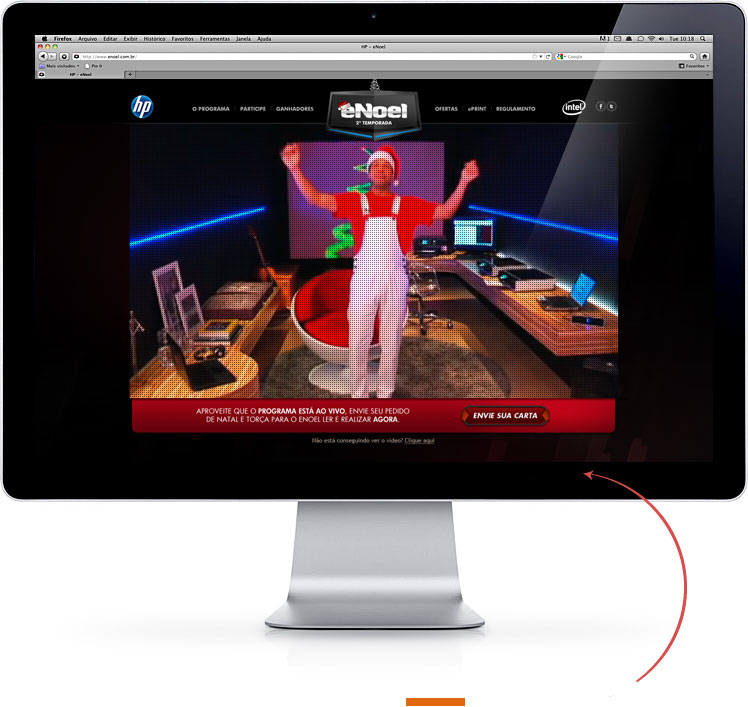 Firefox Arquivo Editar Exibir Histórico Favoritos Ferramentas Janela Ajuda
Tue 10:18
HP - eNoel
http://www.enoel.com.br/
Google
Mais visitados
Pin It
Favoritos
HP - eNoel
hp
O PROGRAMA
PARTICIPE
GANHADORES
eNoel
2ª TEMPORADA
OFERTAS
ePRINT
REGULAMENTO
intel
APROVEITE QUE O PROGRAMA ESTÁ AO VIVO, ENVIE SEU PEDIDO
DE NATAL E TORÇA PARA O ENOEL LER E REALIZAR AGORA.
ENVIE SUA CARTA
Não está conseguindo ver o vídeo? Clique aqui